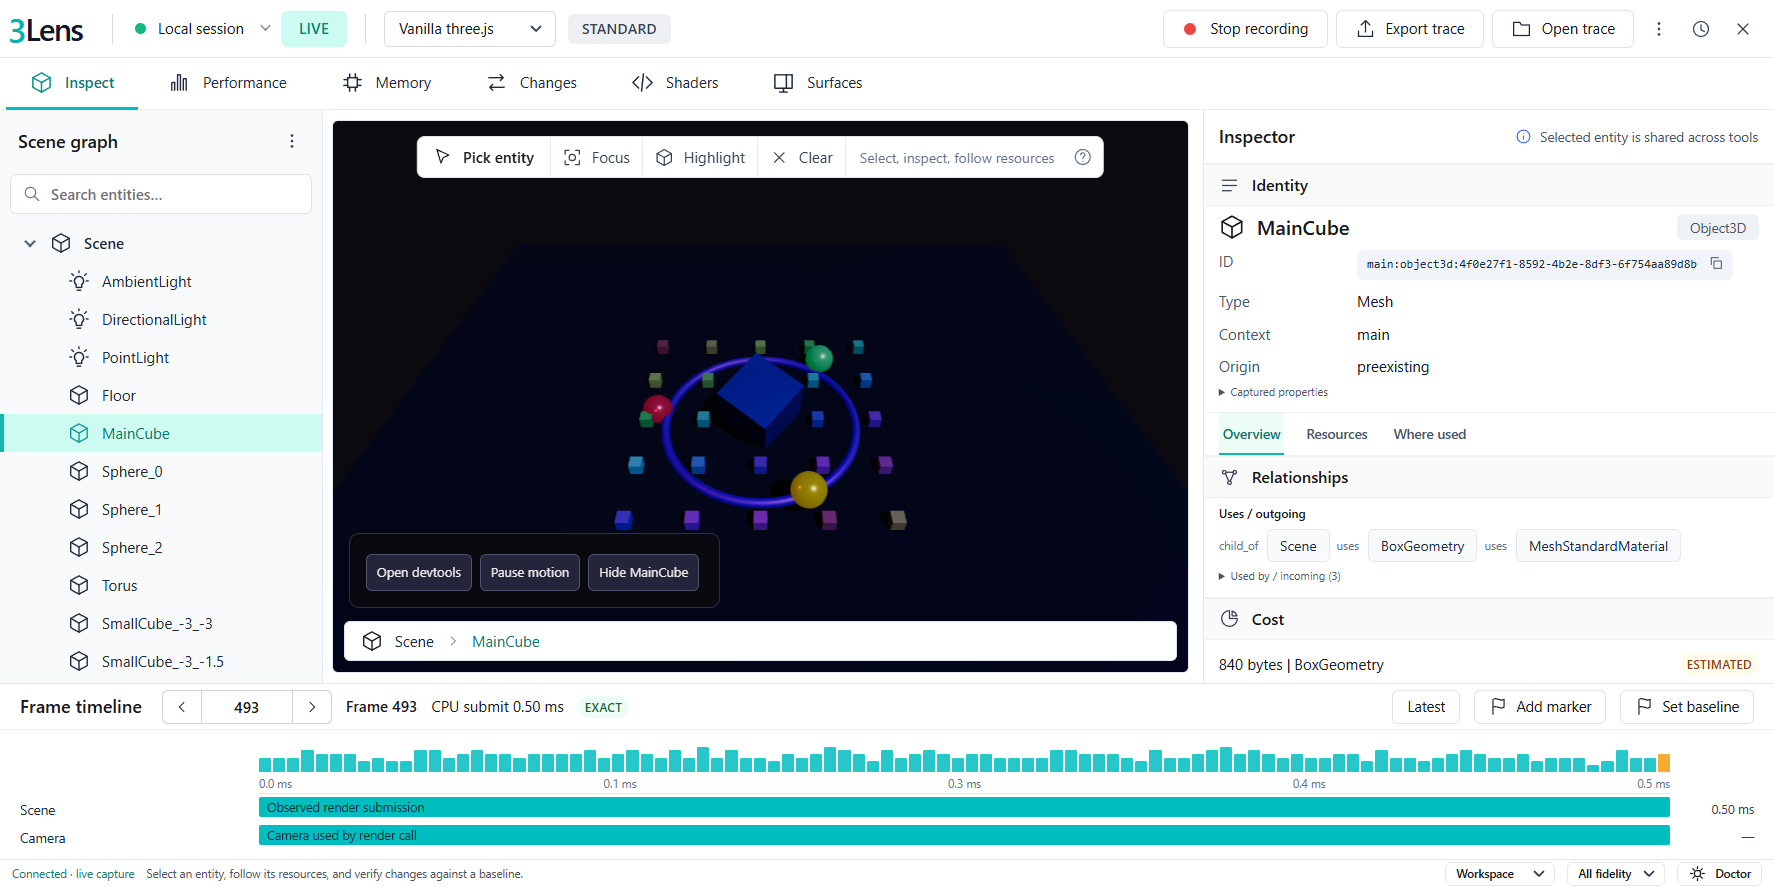 3Lens
Local session
LIVE
Vanilla three.js
STANDARD
Stop recording
Export trace
Open trace
Inspect
Performance
Memory
Changes
Shaders
Surfaces
Scene graph
Search entities...
Scene
AmbientLight
DirectionalLight
PointLight
Floor
MainCube
Sphere_0
Sphere_1
Sphere_2
Torus
SmallCube_-3_-3
SmallCube_-3_-1.5
Pick entity
Focus
Highlight
Clear
Select, inspect, follow resources
Open devtools
Pause motion
Hide MainCube
Scene > MainCube
Inspector
Selected entity is shared across tools
Identity
MainCube
Object3D
ID
main:object3d:4f0e27f1-8592-4b2e-8df3-6f754aa89d8b
Type Mesh
Context main
Origin preexisting
Captured properties
Overview
Resources
Where used
Relationships
Uses / outgoing
child_of Scene uses BoxGeometry uses MeshStandardMaterial
Used by / incoming (3)
Cost
840 bytes | BoxGeometry
ESTIMATED
Frame timeline
493
Frame 493
CPU submit 0.50 ms
EXACT
Latest
Add marker
Set baseline
0.0 ms 0.1 ms 0.3 ms 0.4 ms 0.5 ms
Scene Observed render submission 0.50 ms
Camera Camera used by render call —
Connected · live capture
Select an entity, follow its resources, and verify changes against a baseline.
Workspace
All fidelity
Doctor